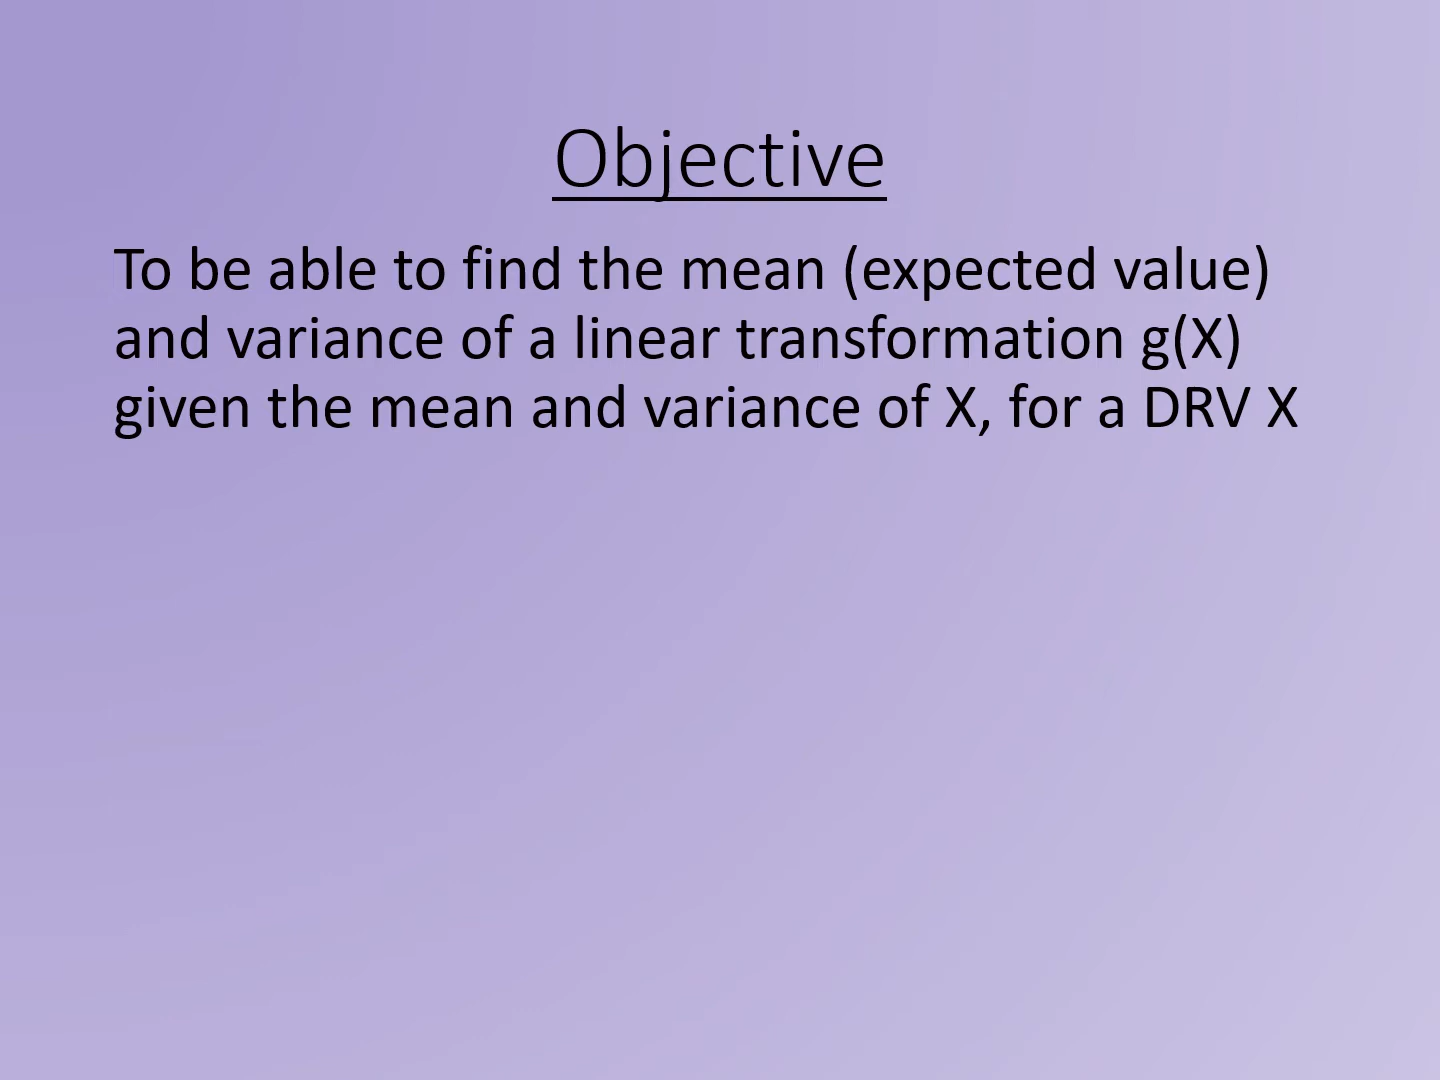 Objective
To be able to find the mean (expected value)
and variance of a linear transformation g(X)
given the mean and variance of X, for a DRV X